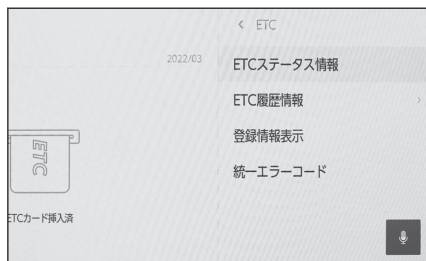 < ETC
2022/03
ETCステータス情報
ETC履歴情報 >
登録情報表示
統一エラーコード
ETC
ETCカード挿入済